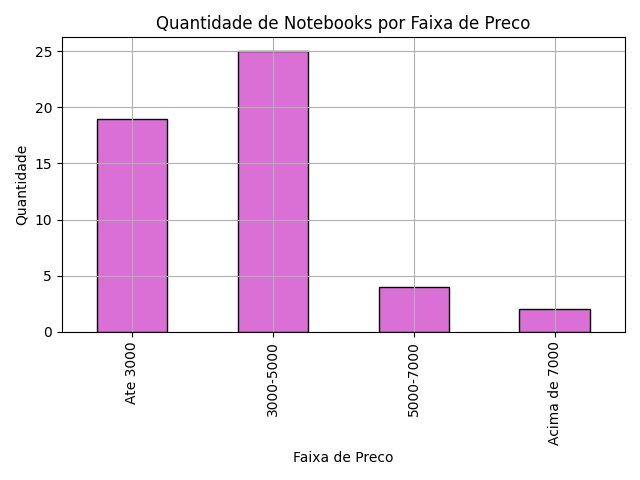 Quantidade de Notebooks por Faixa de Preco
25
20
15
10
5
0
Quantidade
Ate 3000
3000-5000
5000-7000
Acima de 7000
Faixa de Preco